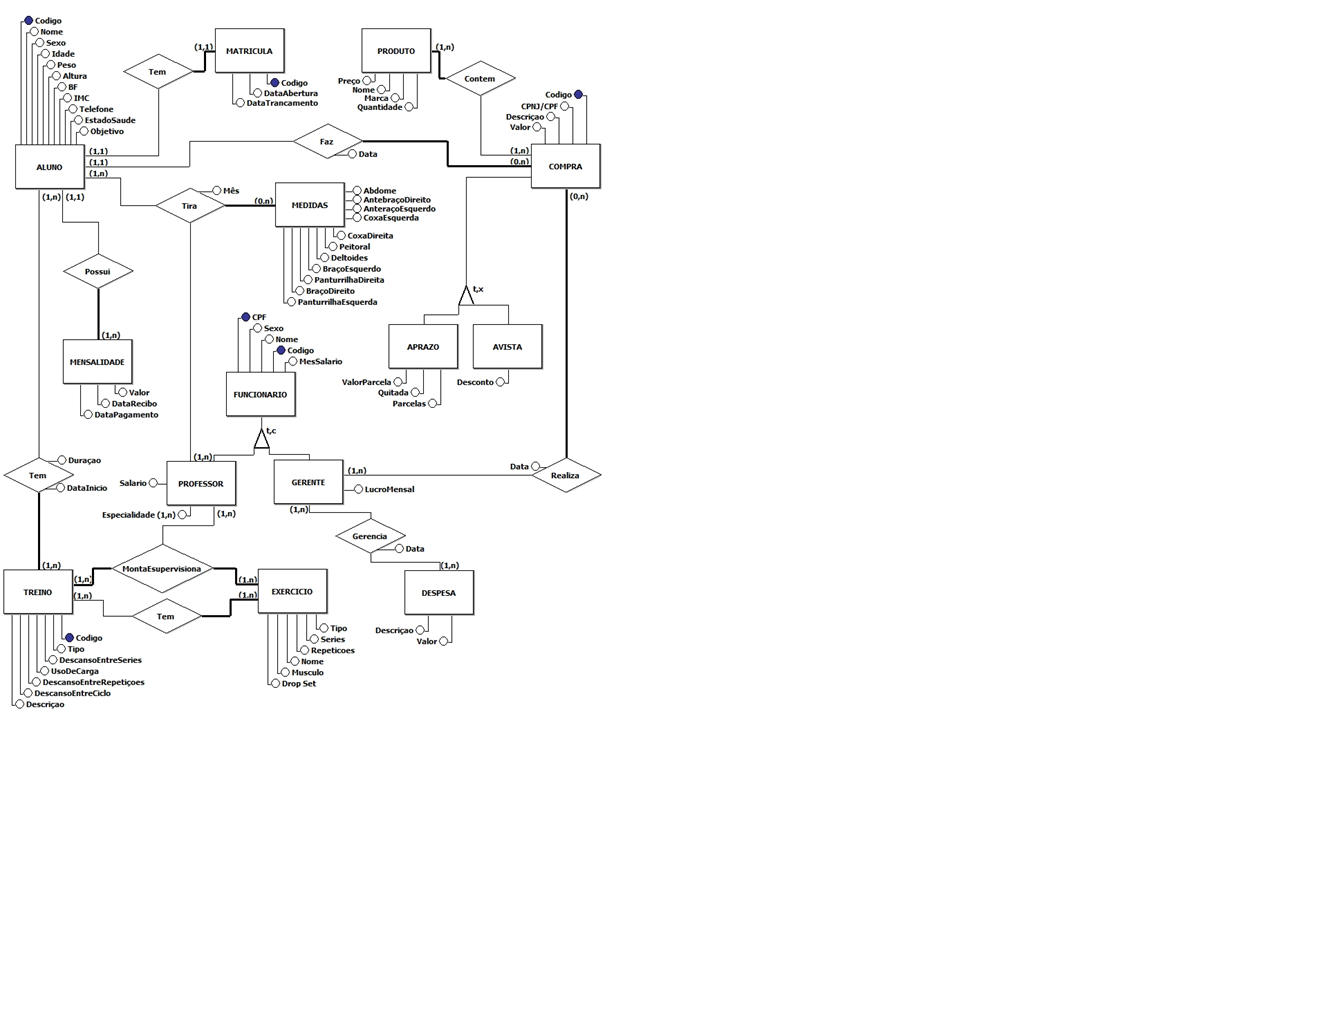 Codigo
Nome
Sexo
Idade
Peso
Altura
BF
IMC
Telefone
EstadoSaude
Objetivo
ALUNO
(1,1)
(1,1)
(1,n)
(1,n) (1,1)
Tem
(1,1)
MATRICULA
Codigo
DataAbertura
DataTrancamento
PRODUTO
(1,n)
Preço
Nome
Marca
Quantidade
Contem
Codigo
CPNJ/CPF
Descriçao
Valor
(1,n)
(0,n)
COMPRA
(0,n)
Faz
Data
Tira
Mês
(0,n)
MEDIDAS
Abdome
AntebraçoDireito
AnteraçoEsquerdo
CoxaEsquerda
CoxaDireita
Peitoral
Deltoides
BraçoEsquerdo
PanturrilhaDireita
BraçoDireito
PanturrilhaEsquerda
Possui
(1,n)
MENSALIDADE
Valor
DataRecibo
DataPagamento
CPF
Sexo
Nome
Codigo
MesSalario
FUNCIONARIO
t,c
t,x
APRAZO
AVISTA
ValorParcela
Quitada
Parcelas
Desconto
Tem
Duraçao
DataInicio
(1,n)
Salario
PROFESSOR
Especialidade (1,n)
(1,n)
GERENTE
(1,n)
LucroMensal
(1,n)
Data
Realiza
Gerencia
Data
(1,n)
DESPESA
Descriçao
Valor
MontaEsupervisiona
(1,n)
TREINO
(1,n)
(1,n)
Tem
(1,n)
(1,n)
EXERCICIO
Codigo
Tipo
DescansoEntreSeries
UsoDeCarga
DescansoEntreRepetiçoes
DescansoEntreCiclo
Descriçao
Tipo
Series
Repeticoes
Nome
Musculo
Drop Set